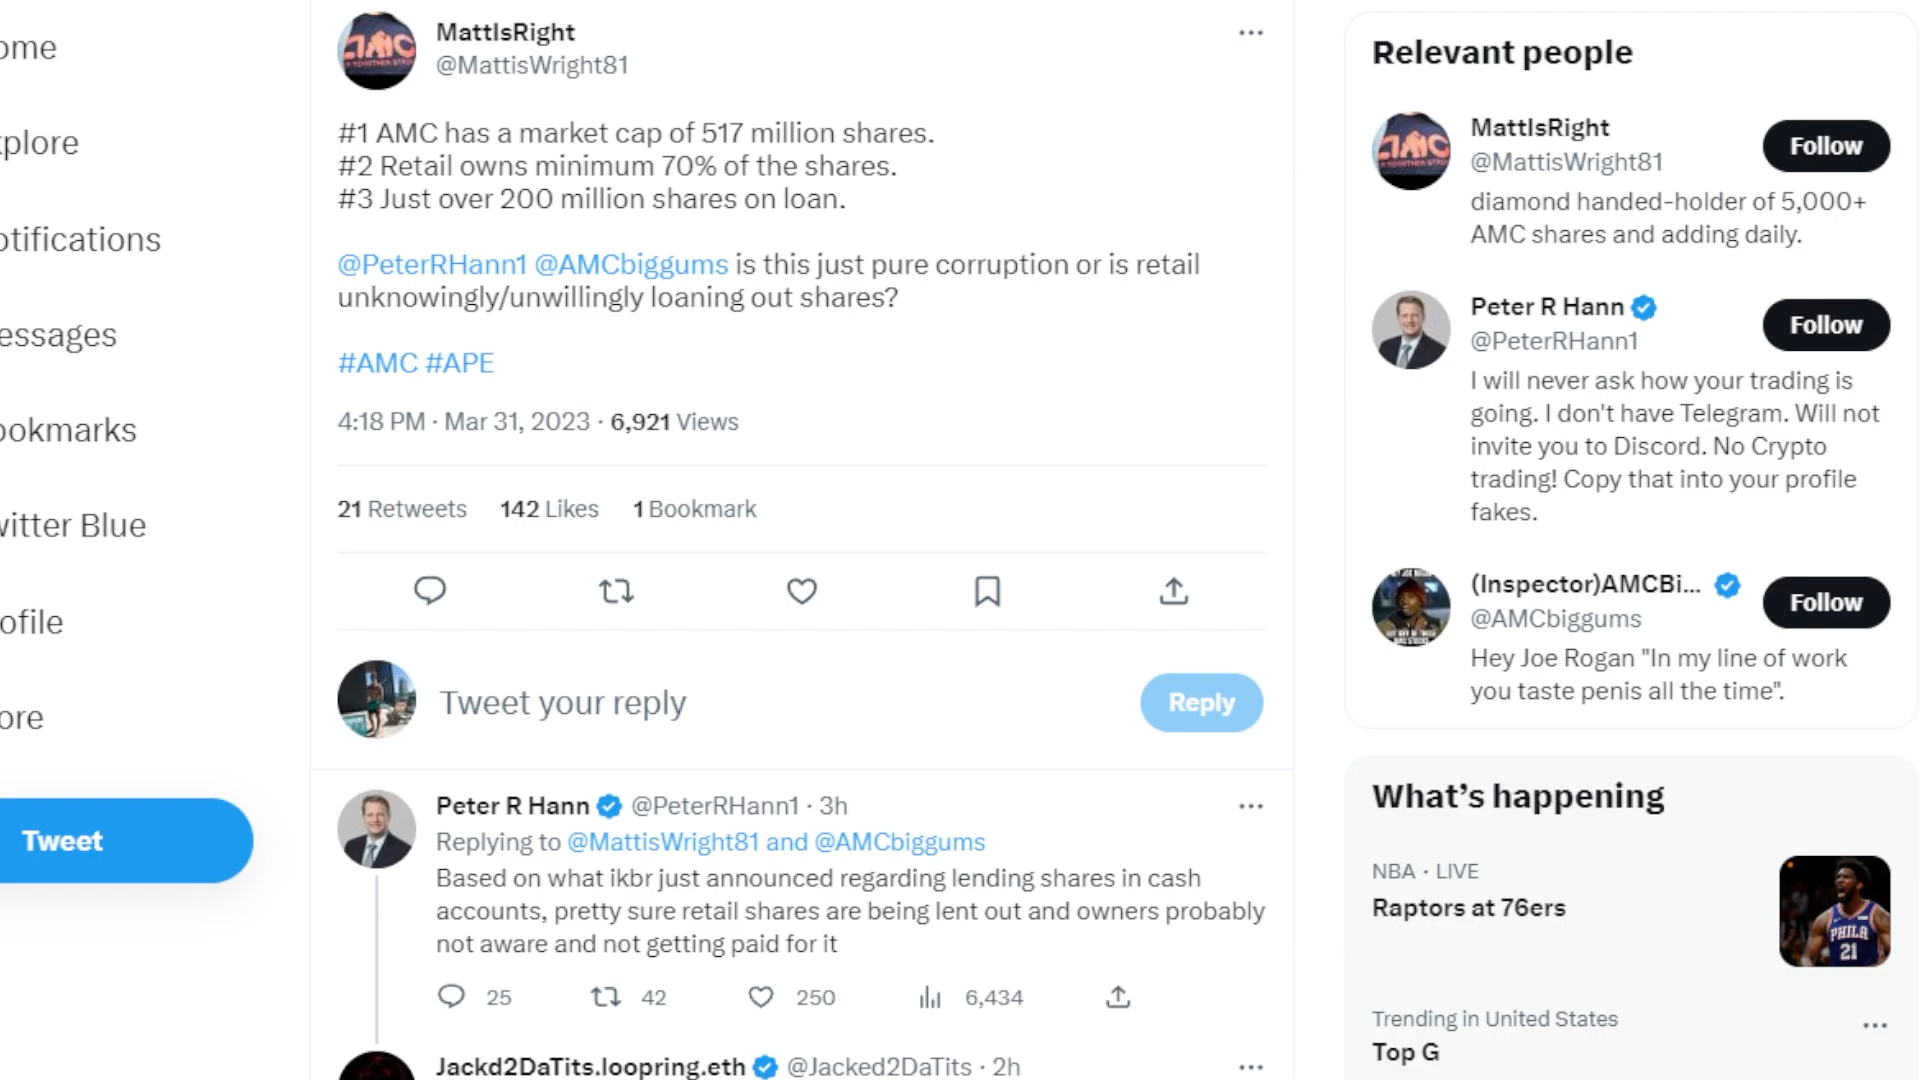 ome
xplore
otifications
essages
ookmarks
witter Blue
ofile
ore
Tweet
MattIsRight
@MattisWright81
#1 AMC has a market cap of 517 million shares.
#2 Retail owns minimum 70% of the shares.
#3 Just over 200 million shares on loan.
@PeterRHann1 @AMCbiggums is this just pure corruption or is retail
unknowingly/unwillingly loaning out shares?
#AMC #APE
4:18 PM · Mar 31, 2023 · 6,921 Views
21 Retweets 142 Likes 1 Bookmark
Tweet your reply
Reply
Peter R Hann @PeterRHann1 · 3h
Replying to @MattisWright81 and @AMCbiggums
Based on what ikbr just announced regarding lending shares in cash
accounts, pretty sure retail shares are being lent out and owners probably
not aware and not getting paid for it
25 42 250 6,434
Jackd2DaTits.loopring.eth @Jacked2DaTits · 2h
Relevant people
MattIsRight
@MattisWright81
Follow
diamond handed-holder of 5,000+
AMC shares and adding daily.
Peter R Hann
@PeterRHann1
Follow
I will never ask how your trading is
going. I don't have Telegram. Will not
invite you to Discord. No Crypto
trading! Copy that into your profile
fakes.
(Inspector)AMCBi...
@AMCbiggums
Follow
Hey Joe Rogan "In my line of work
you taste penis all the time".
What's happening
NBA · LIVE
Raptors at 76ers
PHILA
21
Trending in United States
Top G